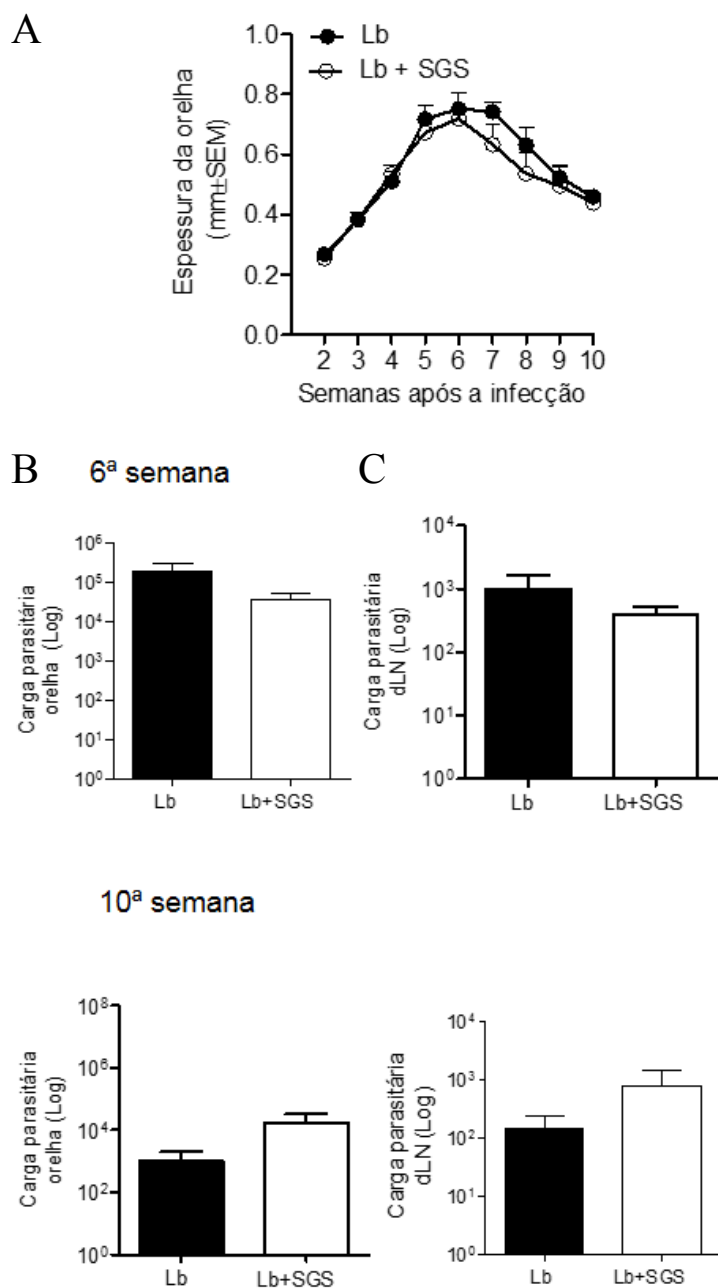 A
1.0
0.8
0.6
0.4
0.2
0.0
Lb
Lb + SGS
Espessura da orelha
(mm±SEM)
2 3 4 5 6 7 8 9 10
Semanas após a infecção
B 6ª semana
C
10⁶
10⁵
10⁴
10³
10²
10¹
10⁰
Carga parasitária
orelha (Log)
Lb Lb+SGS
10⁴
10³
10²
10¹
10⁰
Carga parasitária
dLN (Log)
Lb Lb+SGS
10ª semana
10⁸
10⁶
10⁴
10²
10⁰
Carga parasitária
orelha (Log)
Lb Lb+SGS
10⁴
10³
10²
10¹
10⁰
Carga parasitária
dLN (Log)
Lb Lb+SGS